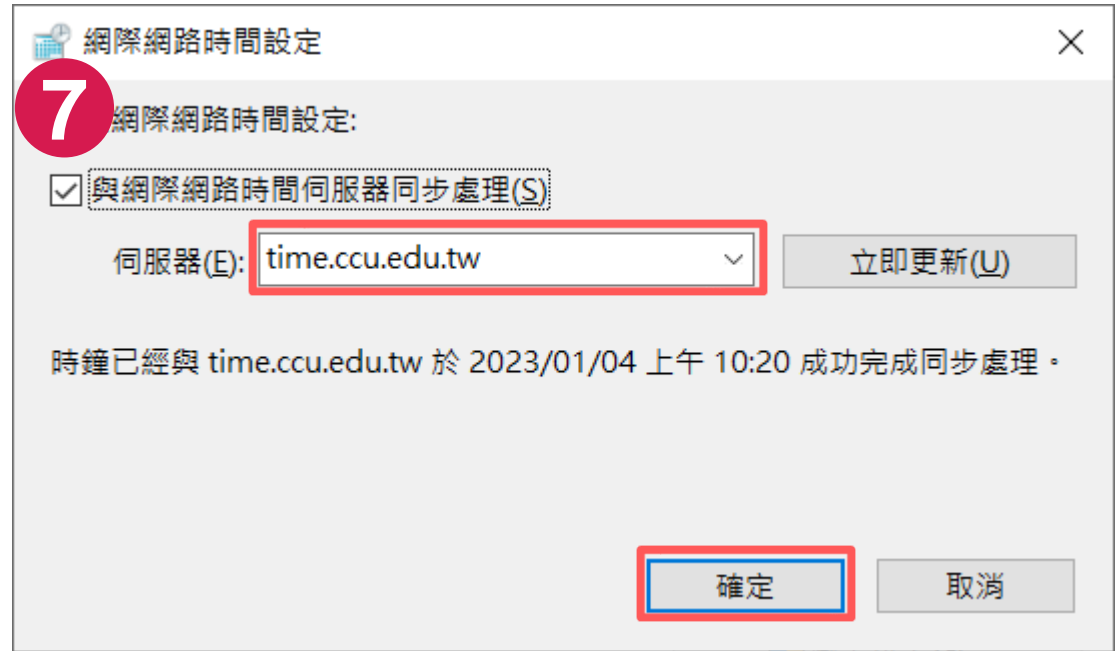 網際網路時間設定
7
網際網路時間設定:
與網際網路時間伺服器同步處理(S)
伺服器(E): time.ccu.edu.tw 立即更新(U)
時鐘已經與 time.ccu.edu.tw 於 2023/01/04 上午 10:20 成功完成同步處理。
確定 取消